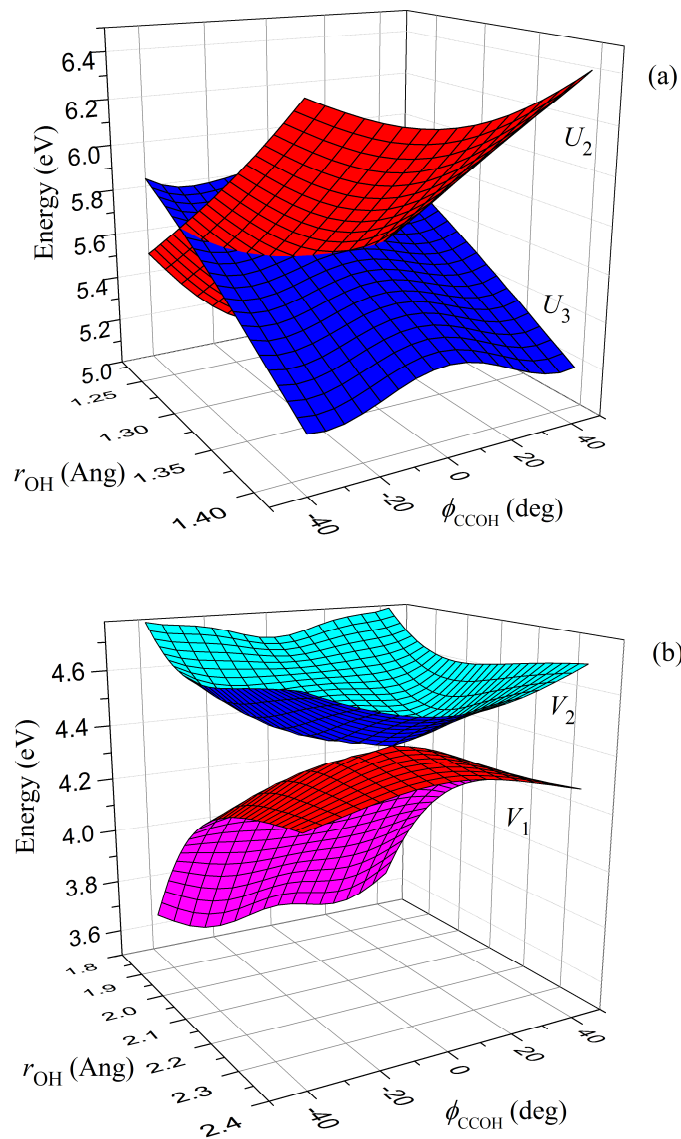 (a)
6.4
6.2
6.0
5.8
5.6
5.4
5.2
5.0
Energy (eV)
U2
U3
1.25
1.30
1.35
1.40
rOH (Ang)
-40
-20
0
20
40
ϕCCOH (deg)
(b)
4.6
4.4
4.2
4.0
3.8
3.6
Energy (eV)
V2
V1
1.8
1.9
2.0
2.1
2.2
2.3
2.4
rOH (Ang)
-40
-20
0
20
40
ϕCCOH (deg)